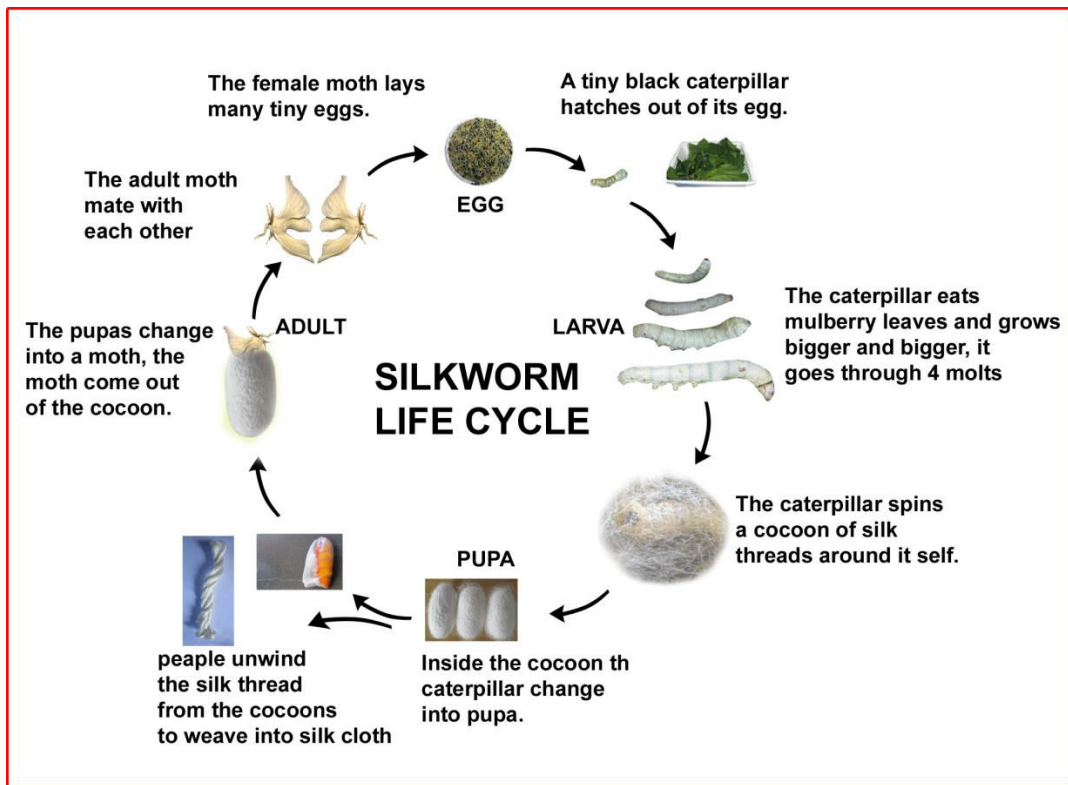 The female moth lays
many tiny eggs.
A tiny black caterpillar
hatches out of its egg.
The adult moth
mate with
each other
EGG
The pupas change
into a moth, the
moth come out
of the cocoon.
ADULT
LARVA
The caterpillar eats
mulberry leaves and grows
bigger and bigger, it
goes through 4 molts
SILKWORM
LIFE CYCLE
The caterpillar spins
a cocoon of silk
threads around it self.
PUPA
peaple unwind
the silk thread
from the cocoons
to weave into silk cloth
Inside the cocoon th
caterpillar change
into pupa.